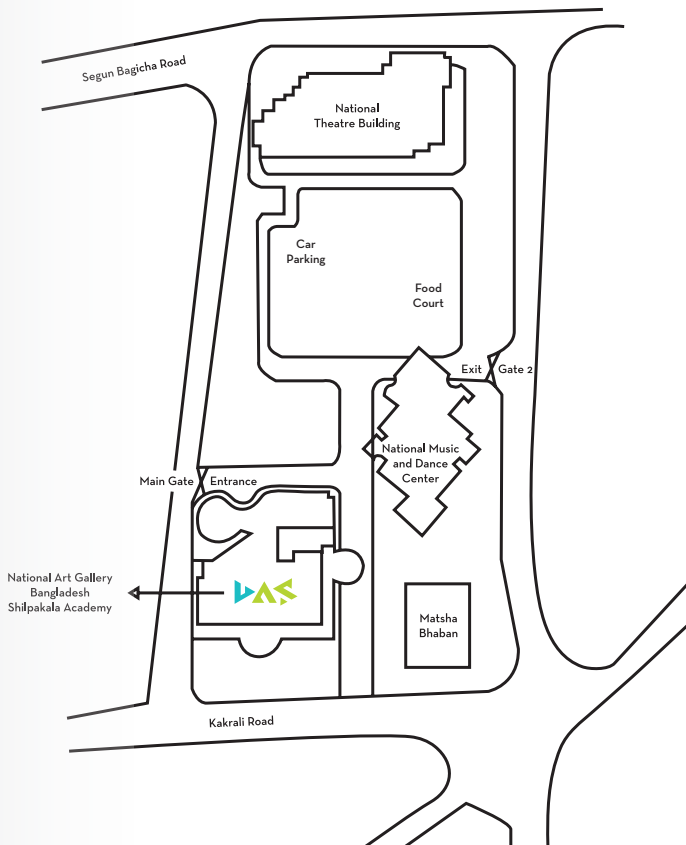 Segun Bagicha Road
National
Theatre Building
Car
Parking
Food
Court
Exit
Gate 2
National Music
and Dance
Center
Main Gate
Entrance
National Art Gallery
Bangladesh
Shilpakala Academy
DAS
Matsha
Bhaban
Kakrali Road